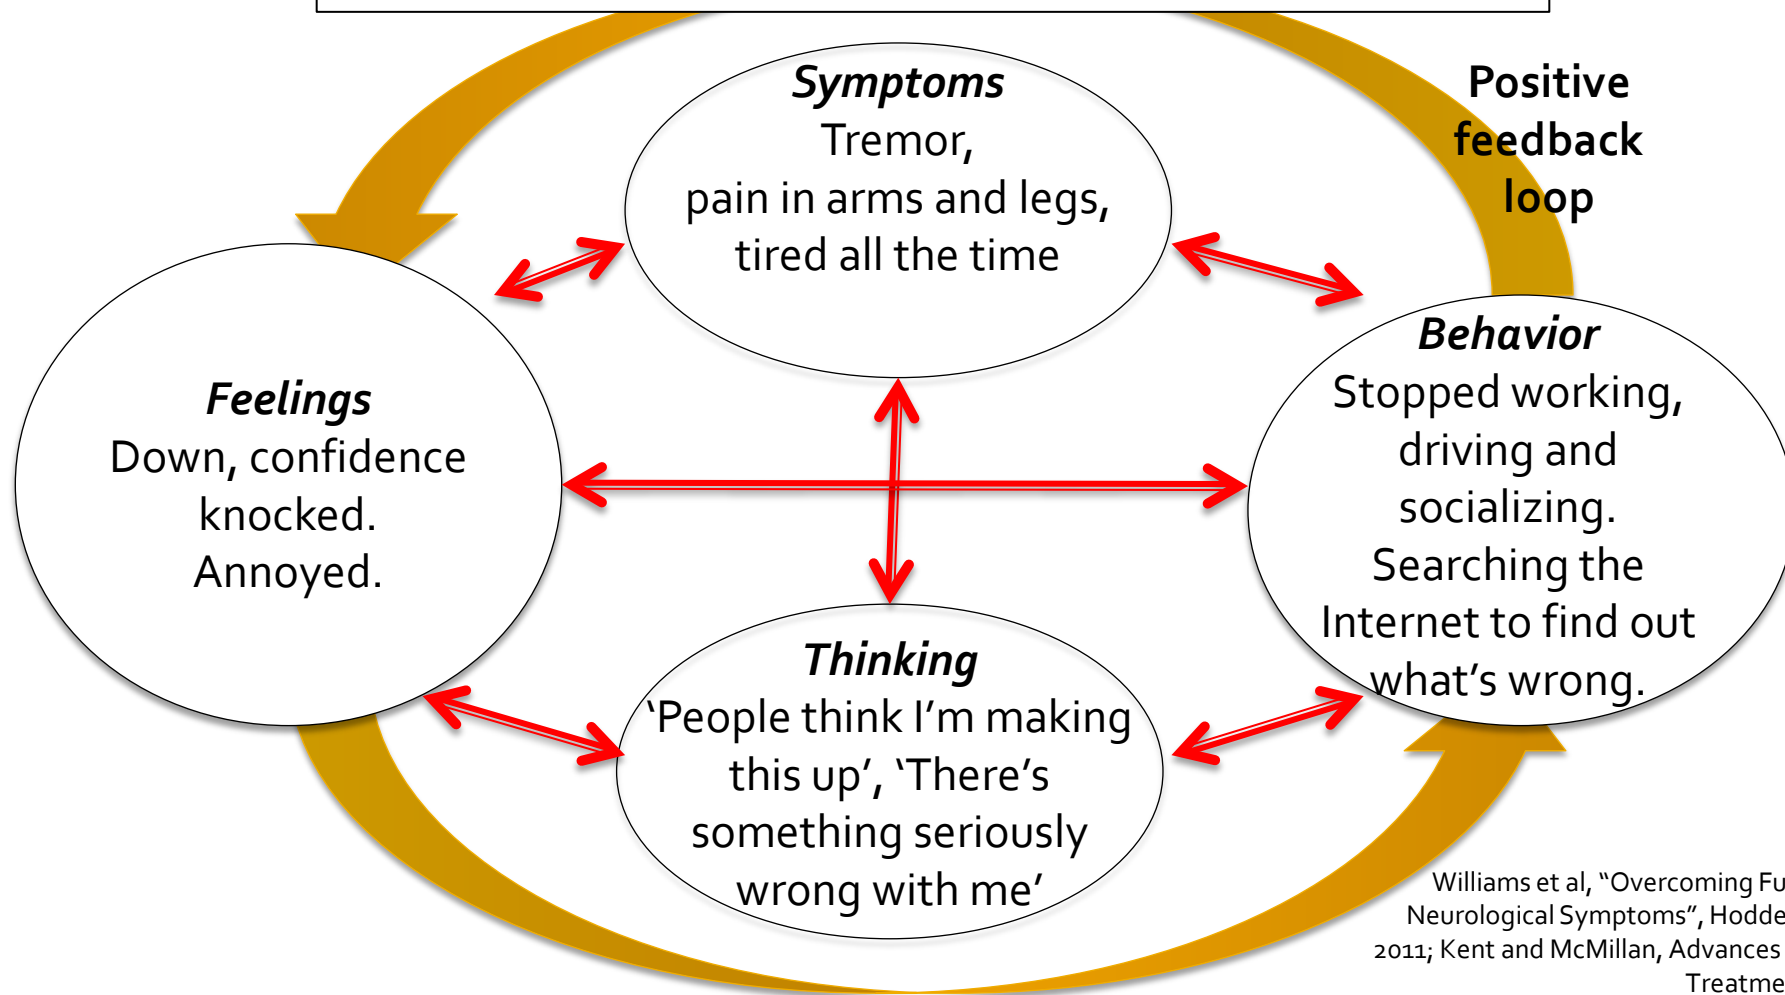 Positive
feedback
loop
Symptoms
Tremor,
pain in arms and legs,
tired all the time
Feelings
Down, confidence
knocked.
Annoyed.
Behavior
Stopped working,
driving and
socializing.
Searching the
Internet to find out
what's wrong.
Thinking
‘People think I'm making
this up’, ‘There's
something seriously
wrong with me’
Williams et al, “Overcoming
Neurological Symptoms”,
2011; Kent and McMillan, Advances